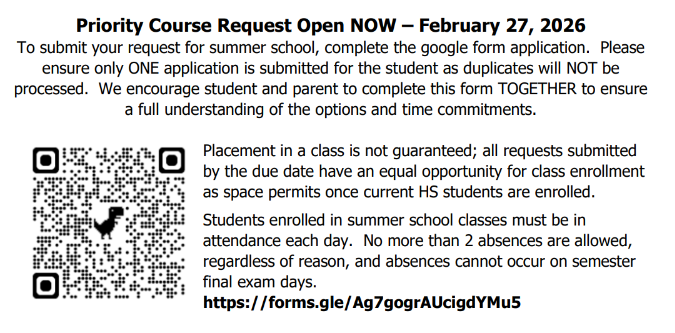 Priority Course Request Open NOW – February 27, 2026
To submit your request for summer school, complete the google form application.  Please
ensure only ONE application is submitted for the student as duplicates will NOT be
processed.  We encourage student and parent to complete this form TOGETHER to ensure
a full understanding of the options and time commitments.
Placement in a class is not guaranteed; all requests submitted
by the due date have an equal opportunity for class enrollment
as space permits once current HS students are enrolled.
Students enrolled in summer school classes must be in
attendance each day.  No more than 2 absences are allowed,
regardless of reason, and absences cannot occur on semester
final exam days.
https://forms.gle/Ag7gogrAUcigdYMu5